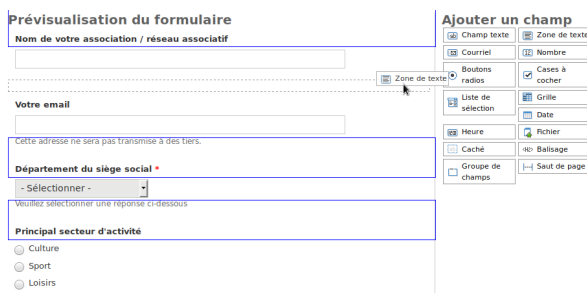 Prévisualisation du formulaire
Nom de votre association / réseau associatif
Zone de texte
Votre email
Cette adresse ne sera pas transmise à des tiers.
Département du siège social *
- Sélectionner -
Veuillez sélectionner une réponse ci-dessous
Principal secteur d'activité
Culture
Sport
Loisirs
Ajouter un champ
Champ texte
Zone de texte
Courriel
Nombre
Boutons radios
Cases à cocher
Liste de sélection
Grille
Date
Heure
Fichier
Caché
Balisage
Groupe de champs
Saut de page